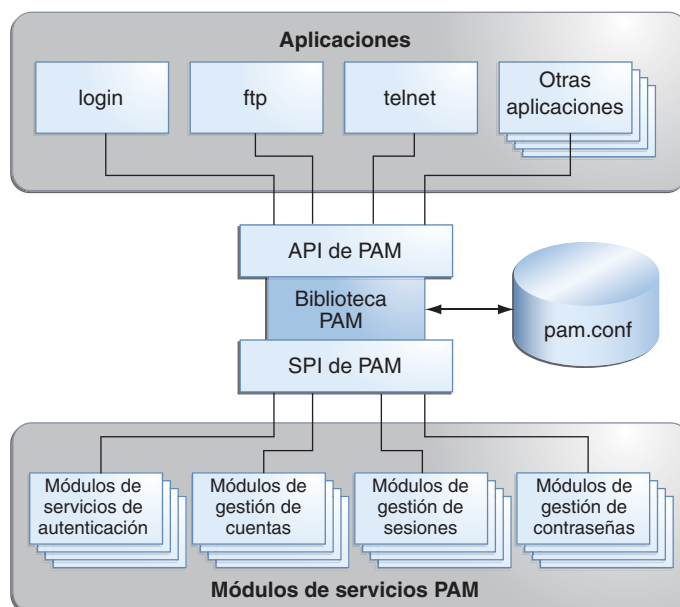 Aplicaciones
login
ftp
telnet
Otras
aplicaciones
API de PAM
Biblioteca
PAM
pam.conf
SPI de PAM
Módulos de
servicios de
autenticación
Módulos de
gestión de
cuentas
Módulos de
gestión de
sesiones
Módulos de
gestión de
contraseñas
Módulos de servicios PAM